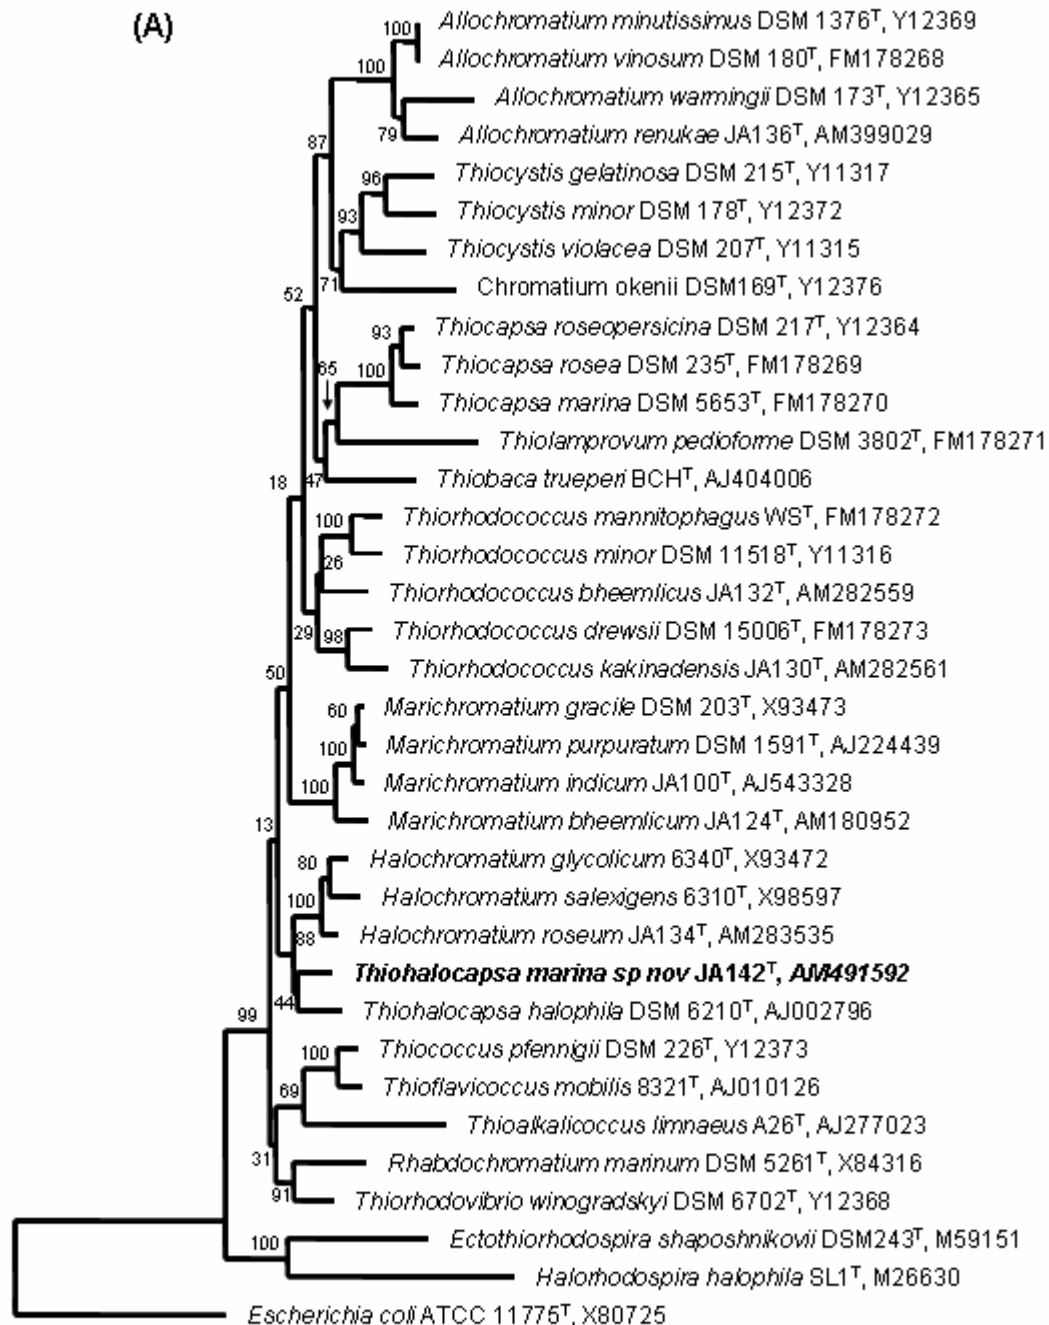 (A)
100 Allochromatium minutissimus DSM 1376ᵀ, Y12369
Allochromatium vinosum DSM 180ᵀ, FM178268
100
Allochromatium warmingii DSM 173ᵀ, Y12365
79 Allochromatium renukae JA136ᵀ, AM399029
87
96 Thiocystis gelatinosa DSM 215ᵀ, Y11317
93 Thiocystis minor DSM 178ᵀ, Y12372
Thiocystis violacea DSM 207ᵀ, Y11315
71 Chromatium okenii DSM169ᵀ, Y12376
52
93 Thiocapsa roseopersicina DSM 217ᵀ, Y12364
65 100 Thiocapsa rosea DSM 235ᵀ, FM178269
Thiocapsa marina DSM 5653ᵀ, FM178270
Thiolamprovum pedioforme DSM 3802ᵀ, FM178271
18 47 Thiobaca trueperi BCHᵀ, AJ404006
100 Thiorhodococcus mannitophagus WSᵀ, FM178272
26 Thiorhodococcus minor DSM 11518ᵀ, Y11316
Thiorhodococcus bheemlicus JA132ᵀ, AM282559
29 98 Thiorhodococcus drewsii DSM 15006ᵀ, FM178273
50 Thiorhodococcus kakinadensis JA130ᵀ, AM282561
60 Marichromatium gracile DSM 203ᵀ, X93473
100 Marichromatium purpuratum DSM 1591ᵀ, AJ224439
100 Marichromatium indicum JA100ᵀ, AJ543328
13 Marichromatium bheemlicum JA124ᵀ, AM180952
80 Halochromatium glycolicum 6340ᵀ, X93472
100 Halochromatium salexigens 6310ᵀ, X98597
88 Halochromatium roseum JA134ᵀ, AM283535
Thiohalocapsa marina sp nov JA142ᵀ, AM491592
99 44 Thiohalocapsa halophila DSM 6210ᵀ, AJ002796
100 Thiococcus pfennigii DSM 226ᵀ, Y12373
69 Thioflavicoccus mobilis 8321ᵀ, AJ010126
Thioalkalicoccus limnaeus A26ᵀ, AJ277023
31 Rhabdochromatium marinum DSM 5261ᵀ, X84316
91 Thiorhodovibrio winogradskyi DSM 6702ᵀ, Y12368
100 Ectothiorhodospira shaposhnikovii DSM243ᵀ, M59151
Halorhodospira halophila SL1ᵀ, M26630
Escherichia coli ATCC 11775ᵀ, X80725